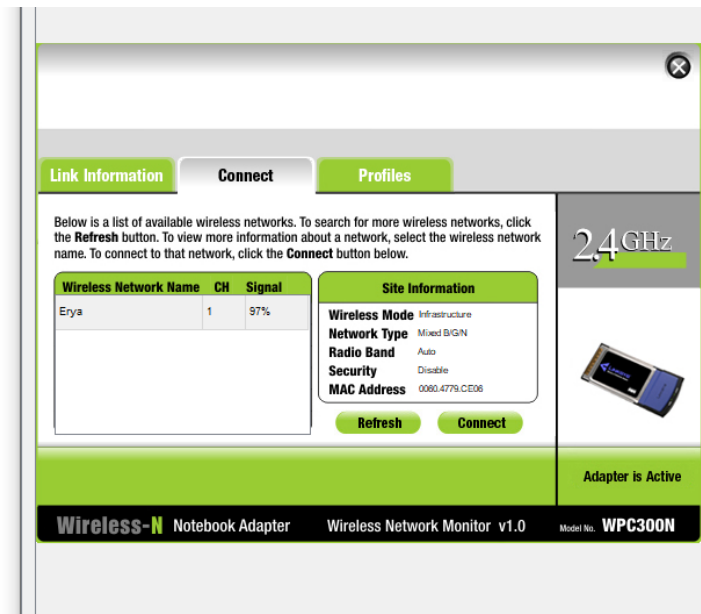 Link Information
Connect
Profiles
Below is a list of available wireless networks. To search for more wireless networks, click
the Refresh button. To view more information about a network, select the wireless network
name. To connect to that network, click the Connect button below.
2.4GHz
Wireless Network Name CH Signal
Erya 1 97%
Site Information
Wireless Mode Infrastructure
Network Type Mixed B/G/N
Radio Band Auto
Security Disable
MAC Address 0060.4779.CE06
Refresh
Connect
Adapter is Active
Wireless-N Notebook Adapter Wireless Network Monitor v1.0 Model No. WPC300N